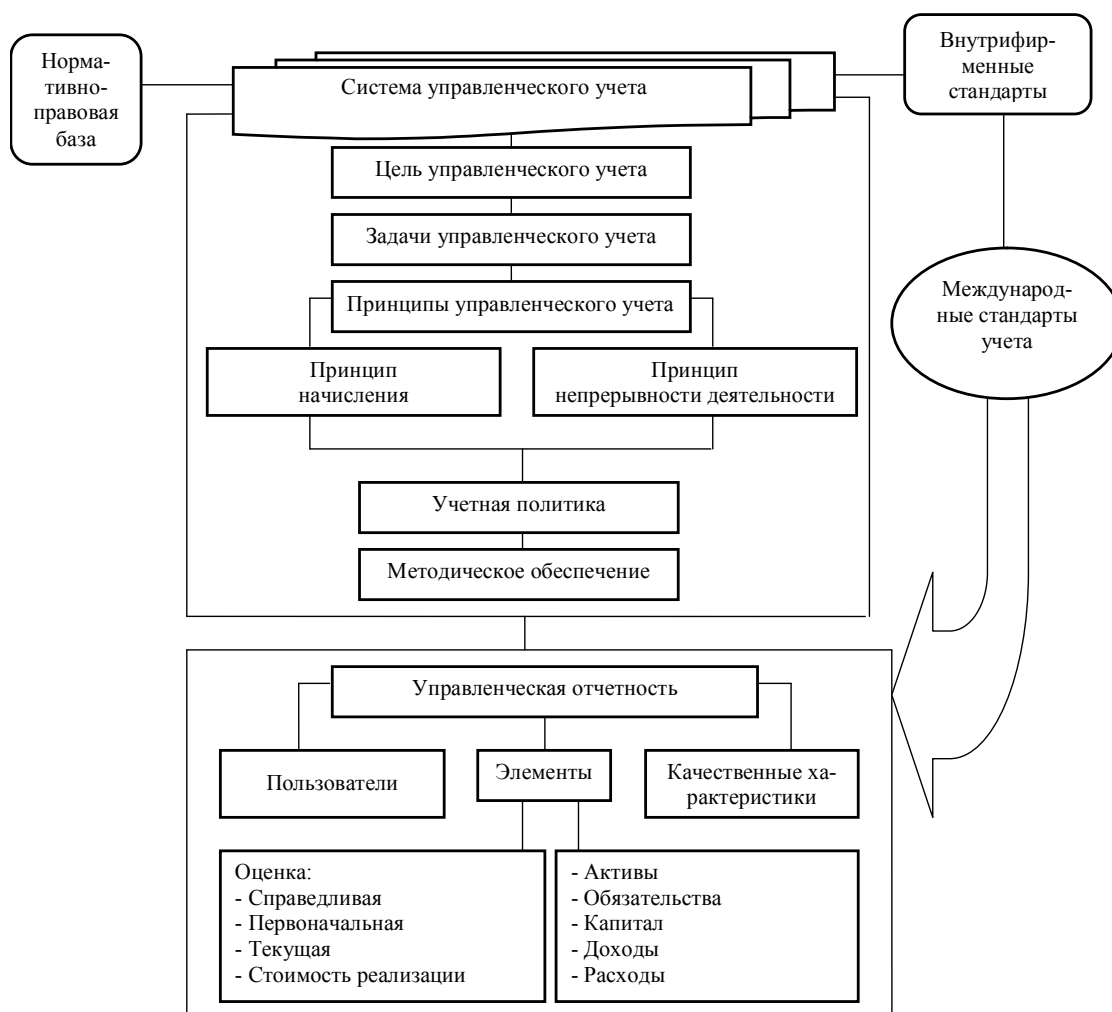 Норма-
тивно-
правовая
база
Система управленческого учета
Внутрифир-
менные
стандарты
Цель управленческого учета
Задачи управленческого учета
Принципы управленческого учета
Международ-
ные стандарты
учета
Принцип
начисления
Принцип
непрерывности деятельности
Учетная политика
Методическое обеспечение
Управленческая отчетность
Пользователи
Элементы
Качественные ха-
рактеристики
Оценка:
- Справедливая
- Первоначальная
- Текущая
- Стоимость реализации
- Активы
- Обязательства
- Капитал
- Доходы
- Расходы